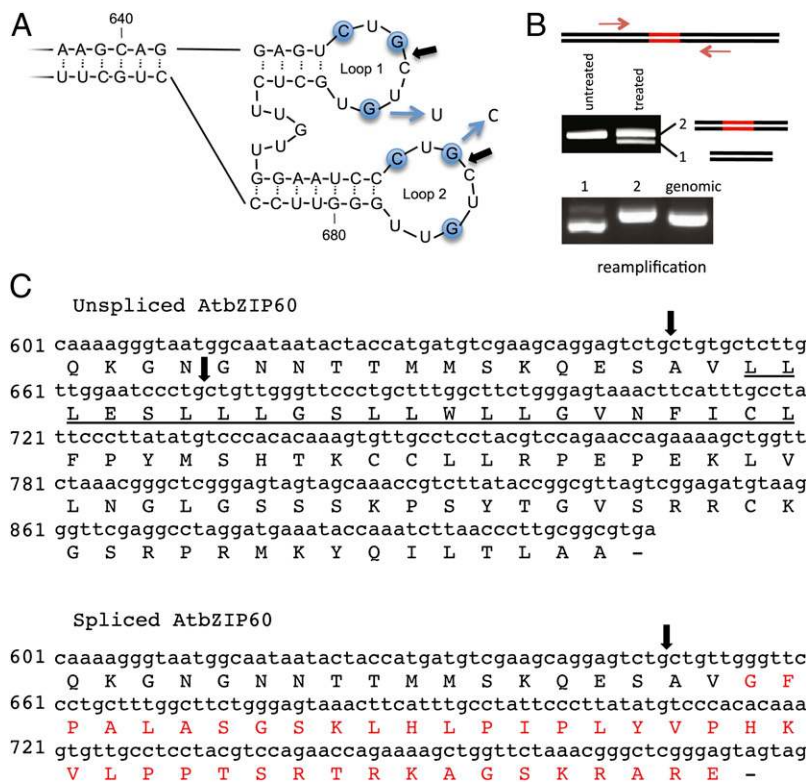 A
640
A A G C A G
U U C G U C
G A G U C U G C U G U G C U C
Loop 1
U
U U G U U
C
G G A A U C C C U G C U G U U G G G U U C C
Loop 2
680
B
untreated
treated
2
1
1 2 genomic
reamplification
C
Unspliced AtbZIP60
601 caaaagggtaatggcaataatactaccatgatgtcgaagcaggagtctgctgtgctcttg
Q K G N G N N T T M M S K Q E S A V L L
661 ttggaatccctgctgttgggttccctgctttggcttctgggagtaaacttcatttgccta
L E S L L L G S L L W L L G V N F I C L
721 ttcccttatatgtcccacacaaagtgttgcctcctacgtccagaaccagaaaagctggtt
F P Y M S H T K C C L L R P E P E K L V
781 ctaaacgggctcgggagtagtagcaaaccgtcttataccggcgttagtcggagatgtaag
L N G L G S S S K P S Y T G V S R R C K
861 ggttcgaggcctaggatgaaataccaaatcttaacccttgcggcgtga
G S R P R M K Y Q I L T L A A –
Spliced AtbZIP60
601 caaaagggtaatggcaataatactaccatgatgtcgaagcaggagtctgctgttgggttc
Q K G N G N N T T M M S K Q E S A V G F
661 cctgctttggcttctgggagtaaacttcatttgcctattcccttatatgtcccacacaaa
P A L A S G S K L H L P I P L Y V P H K
721 gtgttgcctcctacgtccagaaccagaaaagctggttctaaacgggctcgggagtagtag
V L P P T S R T R K A G S K R A R E –